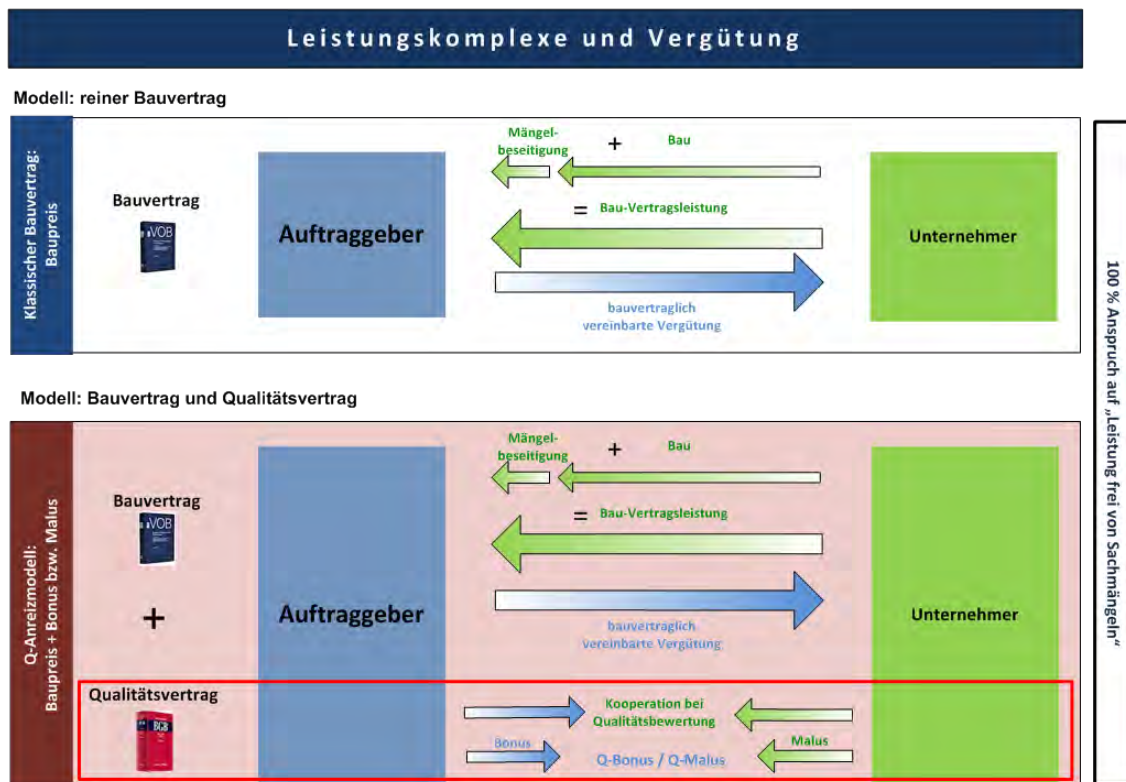 Leistungskomplexe und Vergütung
Modell: reiner Bauvertrag
Klassischer Bauvertrag:
Baupreis
Bauvertrag
VOB
Auftraggeber
Mängel-
beseitigung
+
Bau
= Bau-Vertragsleistung
bauvertraglich
vereinbarte Vergütung
Unternehmer
100 % Anspruch auf „Leistung frei von Sachmängeln“
Modell: Bauvertrag und Qualitätsvertrag
Q-Anreizmodell:
Baupreis + Bonus bzw. Malus
Bauvertrag
VOB
+
Qualitätsvertrag
BGB
Auftraggeber
Mängel-
beseitigung
+
Bau
= Bau-Vertragsleistung
bauvertraglich
vereinbarte Vergütung
Kooperation bei
Qualitätsbewertung
Bonus
Q-Bonus / Q-Malus
Malus
Unternehmer